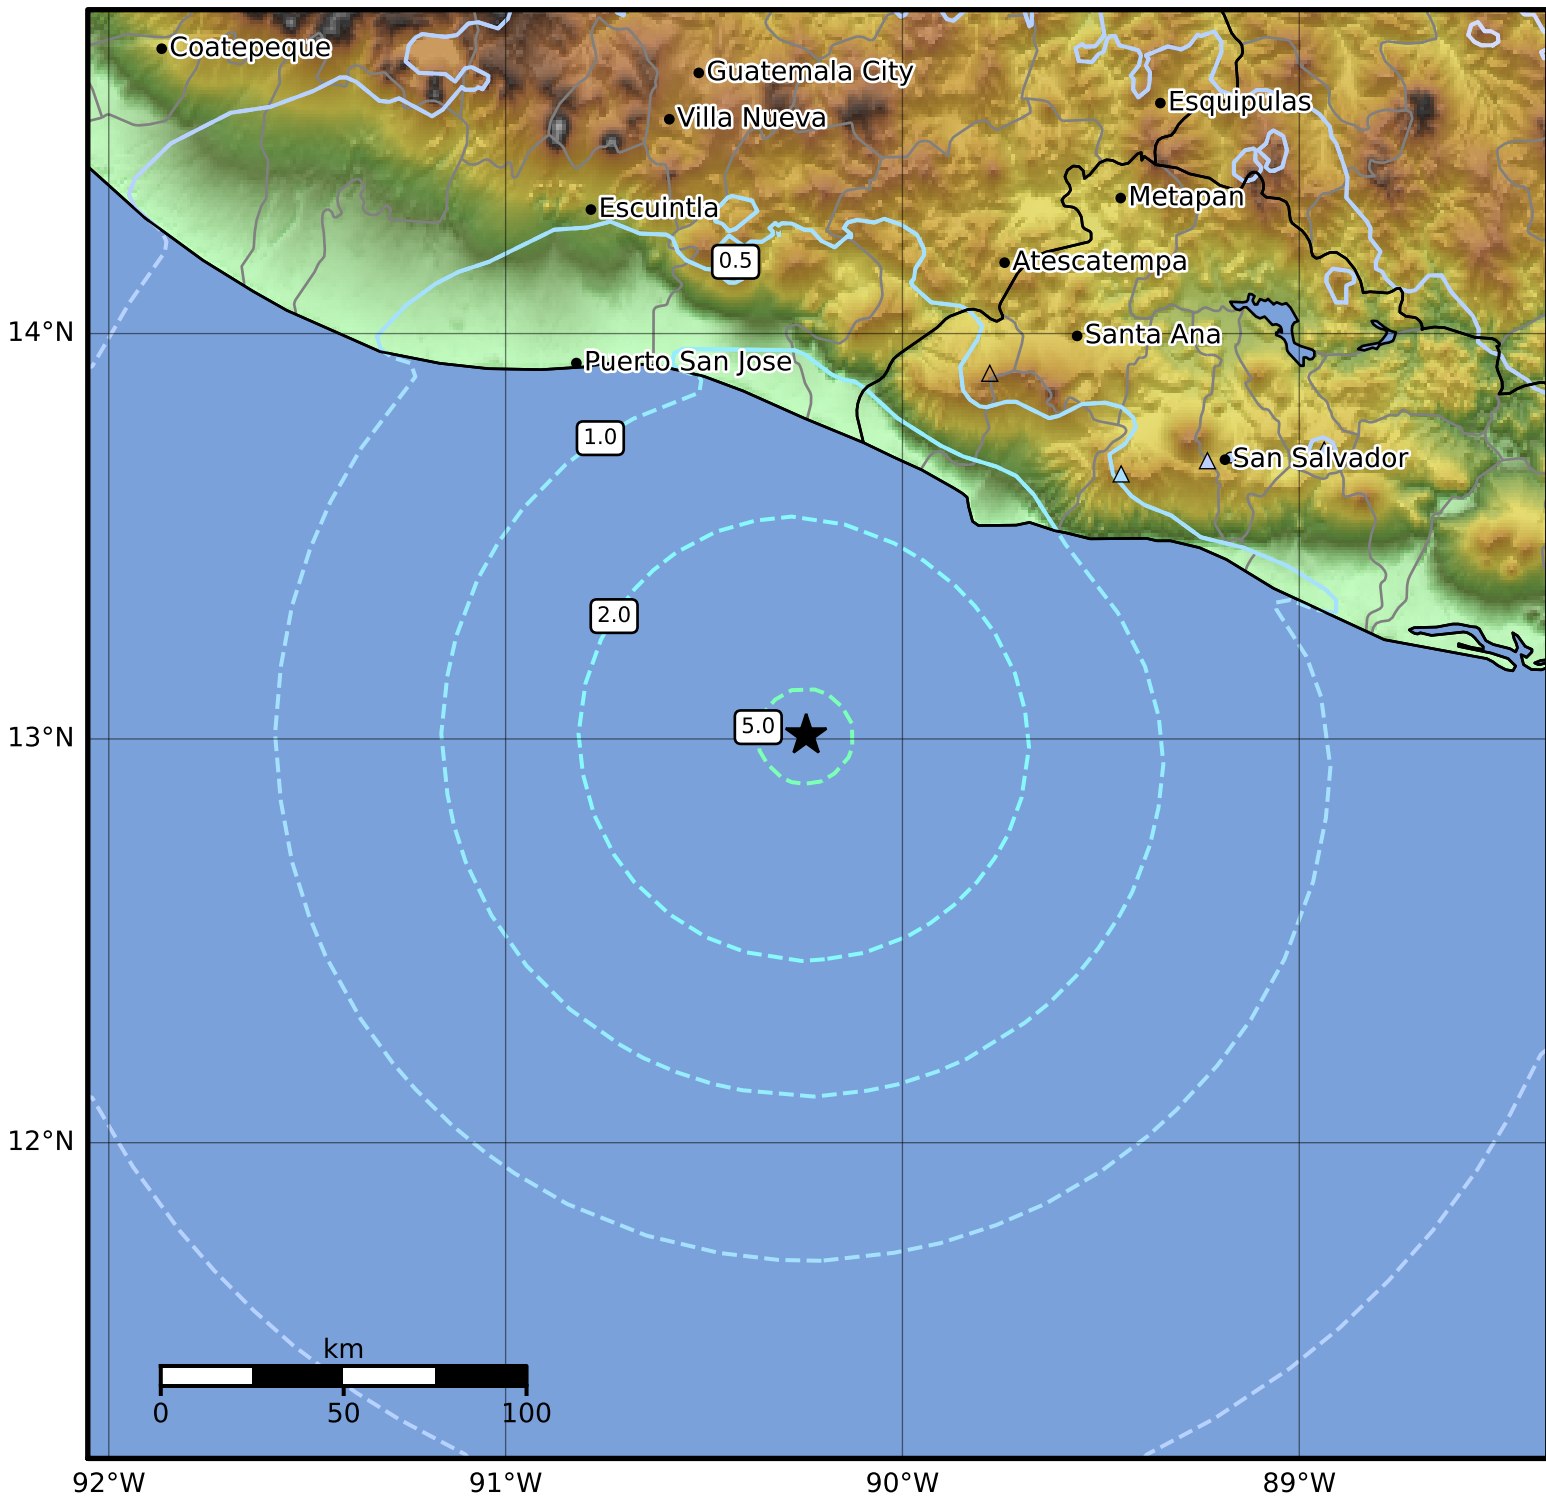 Coatepeque
Guatemala City
Esquipulas
Villa Nueva
Metapan
Escuintla
0.5
Atescatempa
14°N
Santa Ana
Puerto San Jose
1.0
San Salvador
2.0
5.0
13°N
12°N
km
0 50 100
92°W 91°W 90°W 89°W